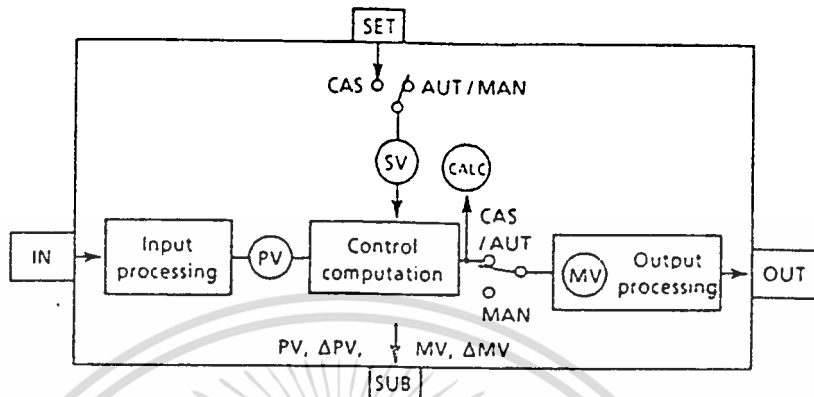 SET
CAS
AUT / MAN
SV
CALC
CAS
/ AUT
IN
Input
processing
PV
Control
computation
MV
Output
processing
OUT
MAN
PV, ΔPV,
MV, ΔMV
SUB